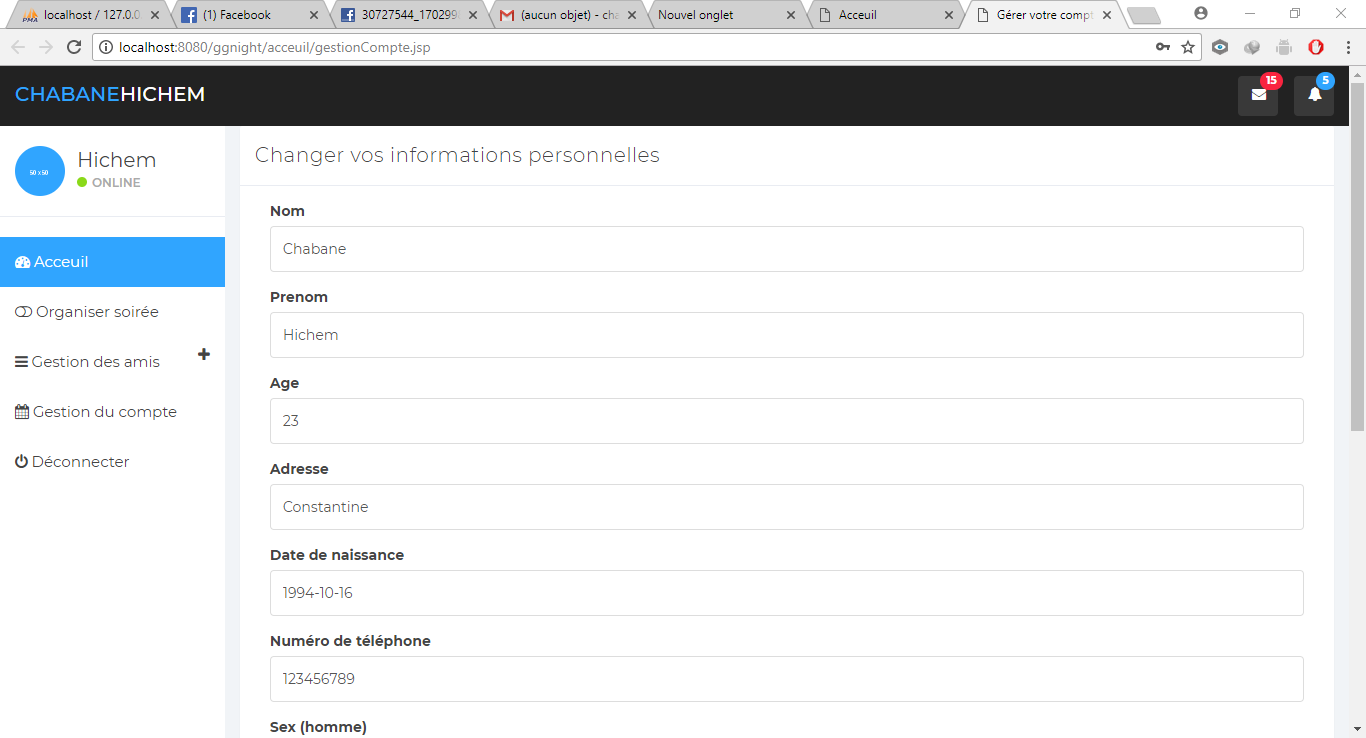 localhost / 127.0.0
(1) Facebook
30727544_170299
(aucun objet) - cha
Nouvel onglet
Acceuil
Gérer votre compt
localhost:8080/ggnight/acceuil/gestionCompte.jsp
CHABANEHICHEM
15
5
50 x 50
Hichem
ONLINE
Acceuil
Organiser soirée
Gestion des amis
Gestion du compte
Déconnecter
Changer vos informations personnelles
Nom
Chabane
Prenom
Hichem
Age
23
Adresse
Constantine
Date de naissance
1994-10-16
Numéro de téléphone
123456789
Sex (homme)